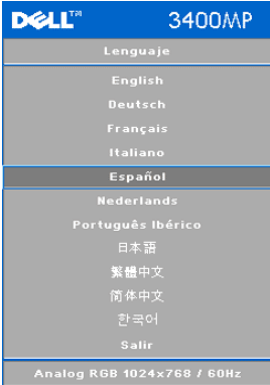 DELL™ 3400MP
Lenguaje
English
Deutsch
Français
Italiano
Español
Nederlands
Português Ibérico
日本語
繁體中文
简体中文
한국어
Salir
Analog RGB 1024x768 / 60Hz